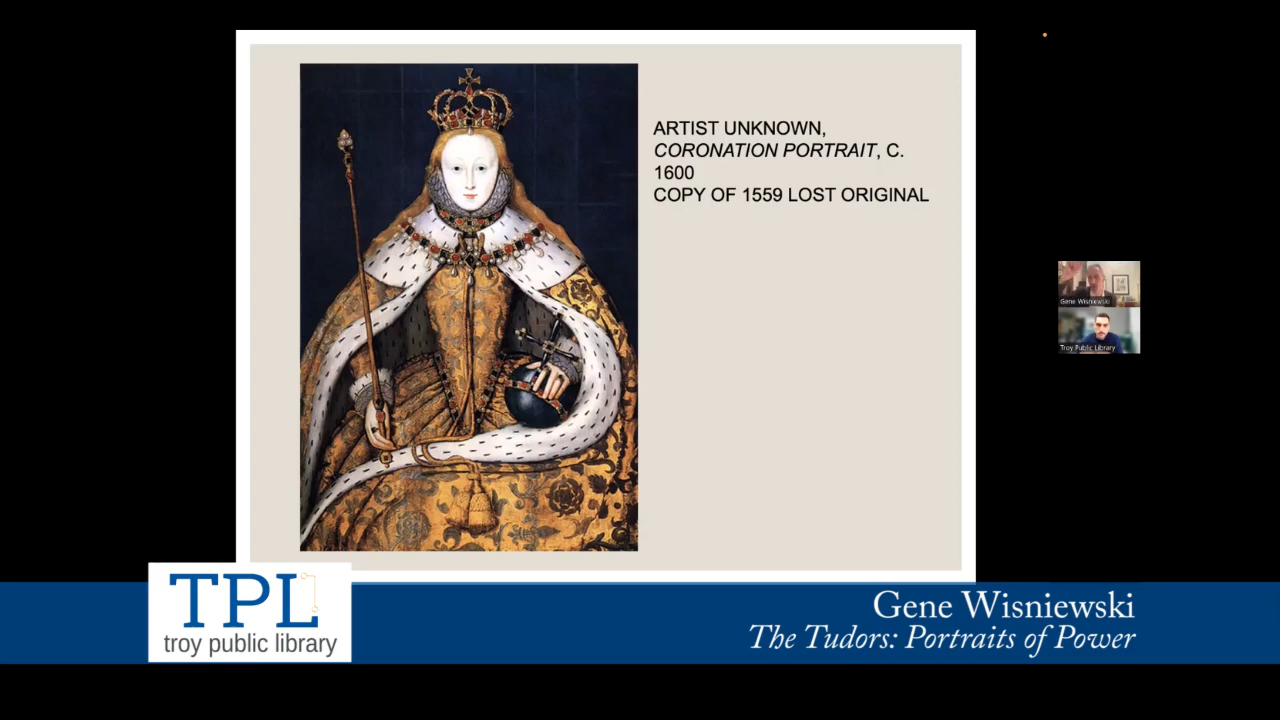 ARTIST UNKNOWN,
CORONATION PORTRAIT, C.
1600
COPY OF 1559 LOST ORIGINAL
Gene Wisniewski
Troy Public Library
TPL
troy public library
Gene Wisniewski
The Tudors: Portraits of Power